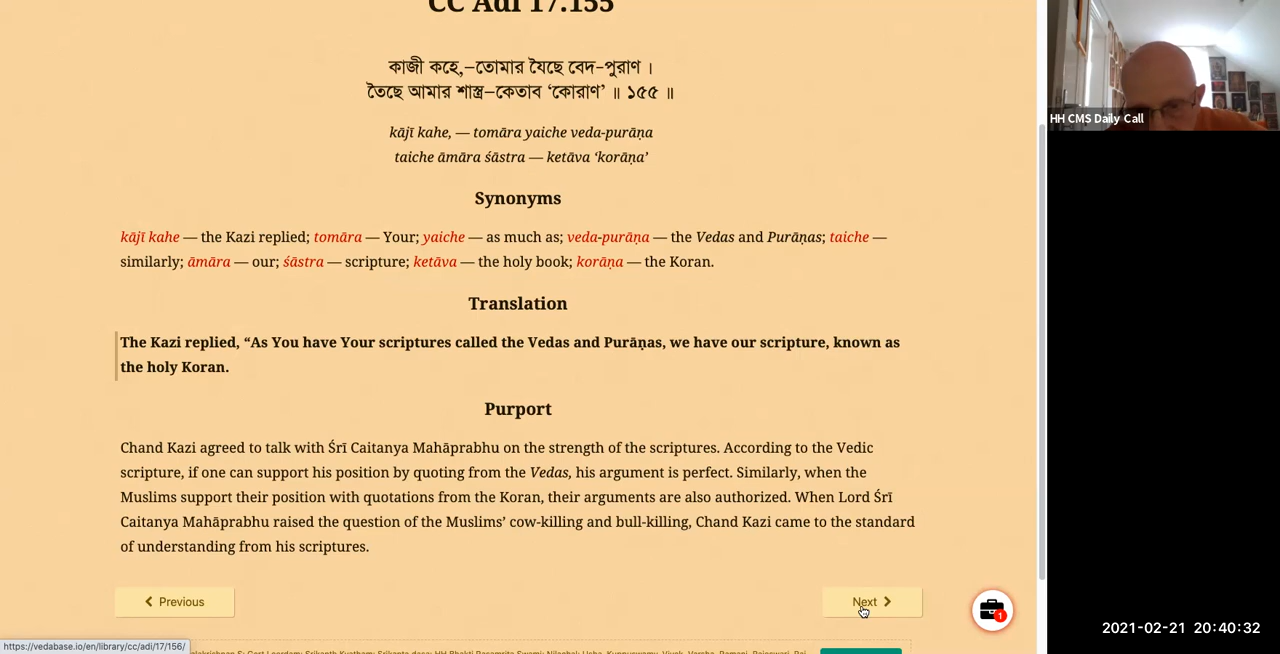 CC Ādi 17.155
কাজী কহে,–তোমার যৈছে বেদ-পুরাণ ।
তৈছে আমার শাস্ত্র–কেতাব ‘কোরাণ’ ॥ ১৫৫ ॥
kājī kahe, — tomāra yaiche veda-purāṇa
taiche āmāra śāstra — ketāva ‘korāṇa’
Synonyms
kājī kahe — the Kazi replied; tomāra — Your; yaiche — as much as; veda-purāṇa — the Vedas and Purāṇas; taiche —
similarly; āmāra — our; śāstra — scripture; ketāva — the holy book; korāṇa — the Koran.
Translation
The Kazi replied, “As You have Your scriptures called the Vedas and Purāṇas, we have our scripture, known as
the holy Koran.
Purport
Chand Kazi agreed to talk with Śrī Caitanya Mahāprabhu on the strength of the scriptures. According to the Vedic
scripture, if one can support his position by quoting from the Vedas, his argument is perfect. Similarly, when the
Muslims support their position with quotations from the Koran, their arguments are also authorized. When Lord Śrī
Caitanya Mahāprabhu raised the question of the Muslims’ cow-killing and bull-killing, Chand Kazi came to the standard
of understanding from his scriptures.
Previous
Next
1
https://vedabase.io/en/library/cc/adi/17/156/
HH CMS Daily Call
2021-02-21 20:40:32